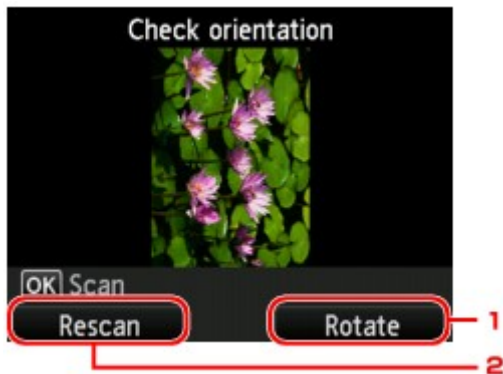 Check orientation
OK Scan
Rescan
Rotate
1
2